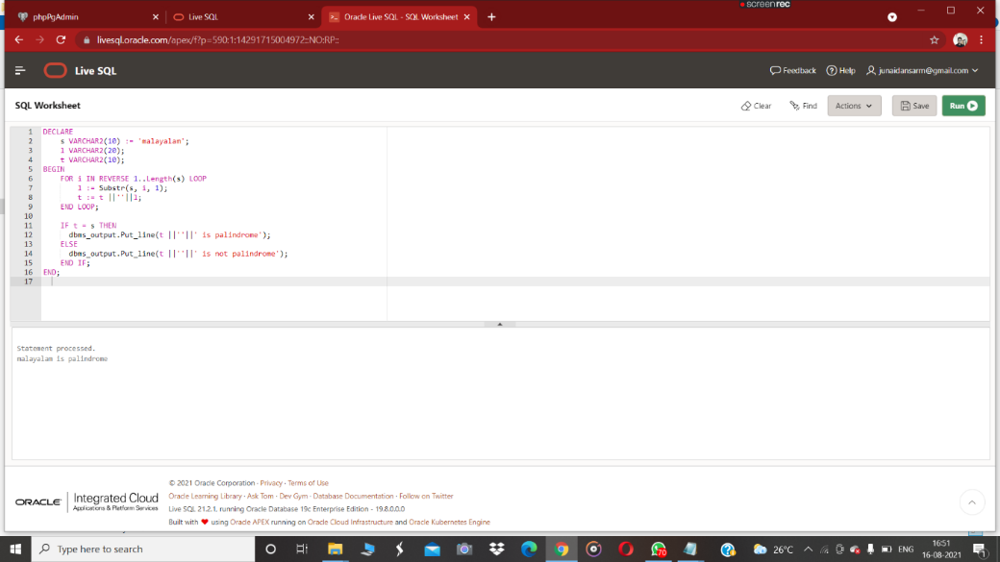 screenrec
phpPgAdmin
Live SQL
Oracle Live SQL - SQL Worksheet
livesql.oracle.com/apex/f?p=590:1:14291715004972::NO:RP::
Live SQL
Feedback
Help
junaidansarm@gmail.com
SQL Worksheet
Clear
Find
Actions
Save
Run
1 DECLARE
2 s VARCHAR2(10) := 'malayalam';
3 l VARCHAR2(20);
4 t VARCHAR2(10);
5 BEGIN
6 FOR i IN REVERSE 1..Length(s) LOOP
7 l := Substr(s, i, 1);
8 t := t ||''||l;
9 END LOOP;
10
11 IF t = s THEN
12 dbms_output.Put_line(t ||''||' is palindrome');
13 ELSE
14 dbms_output.Put_line(t ||''||' is not palindrome');
15 END IF;
16 END;
17
Statement processed.
malayalam is palindrome
ORACLE
Integrated Cloud
Applications & Platform Services
© 2021 Oracle Corporation · Privacy · Terms of Use
Oracle Learning Library · Ask Tom · Dev Gym · Database Documentation · Follow on Twitter
Live SQL 21.2.1, running Oracle Database 19c Enterprise Edition - 19.8.0.0.0
Built with ❤ using Oracle APEX running on Oracle Cloud Infrastructure and Oracle Kubernetes Engine
Type here to search
70
26°C
ENG
16:51
16-08-2021
1